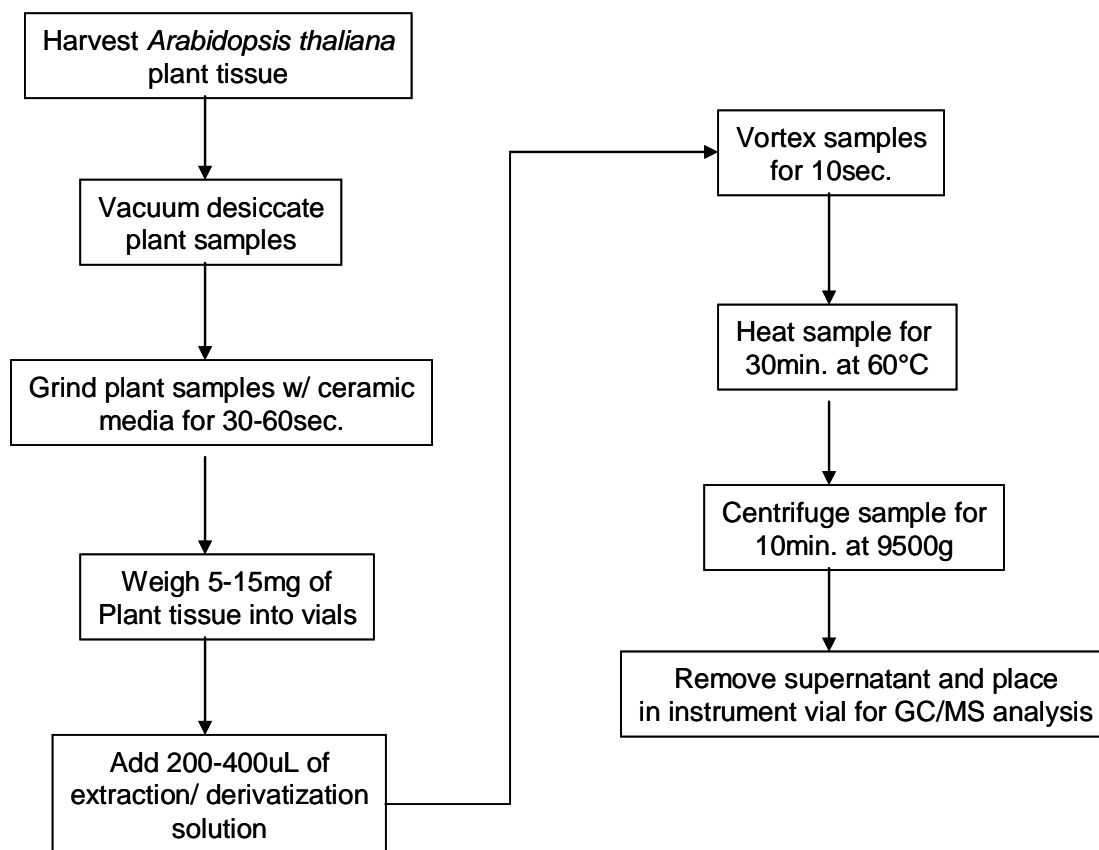 Harvest Arabidopsis thaliana
plant tissue
Vacuum desiccate
plant samples
Grind plant samples w/ ceramic
media for 30-60sec.
Weigh 5-15mg of
Plant tissue into vials
Add 200-400uL of
extraction/ derivatization
solution
Vortex samples
for 10sec.
Heat sample for
30min. at 60°C
Centrifuge sample for
10min. at 9500g
Remove supernatant and place
in instrument vial for GC/MS analysis